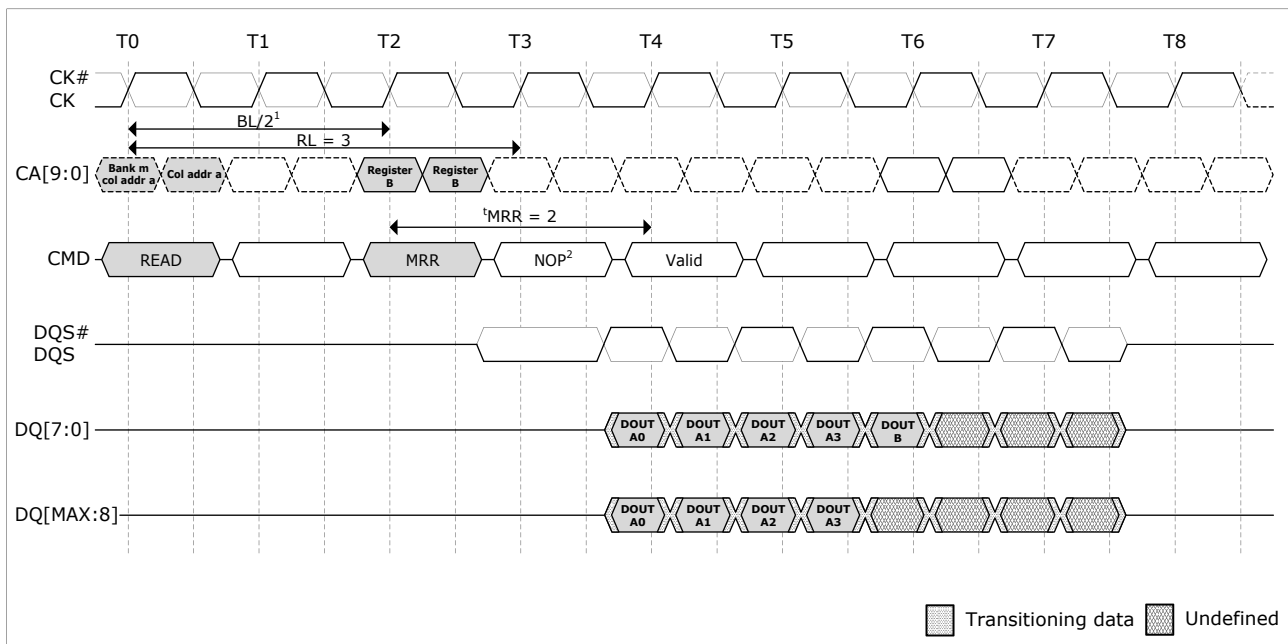 T0 T1 T2 T3 T4 T5 T6 T7 T8
CK#
CK
BL/2¹
RL = 3
CA[9:0]
Bank m
col addr a
Col addr a
Register
B
Register
B
ᵗMRR = 2
CMD
READ MRR NOP² Valid
DQS#
DQS
DQ[7:0]
DOUT
A0
DOUT
A1
DOUT
A2
DOUT
A3
DOUT
B
DQ[MAX:8]
DOUT
A0
DOUT
A1
DOUT
A2
DOUT
A3
Transitioning data Undefined